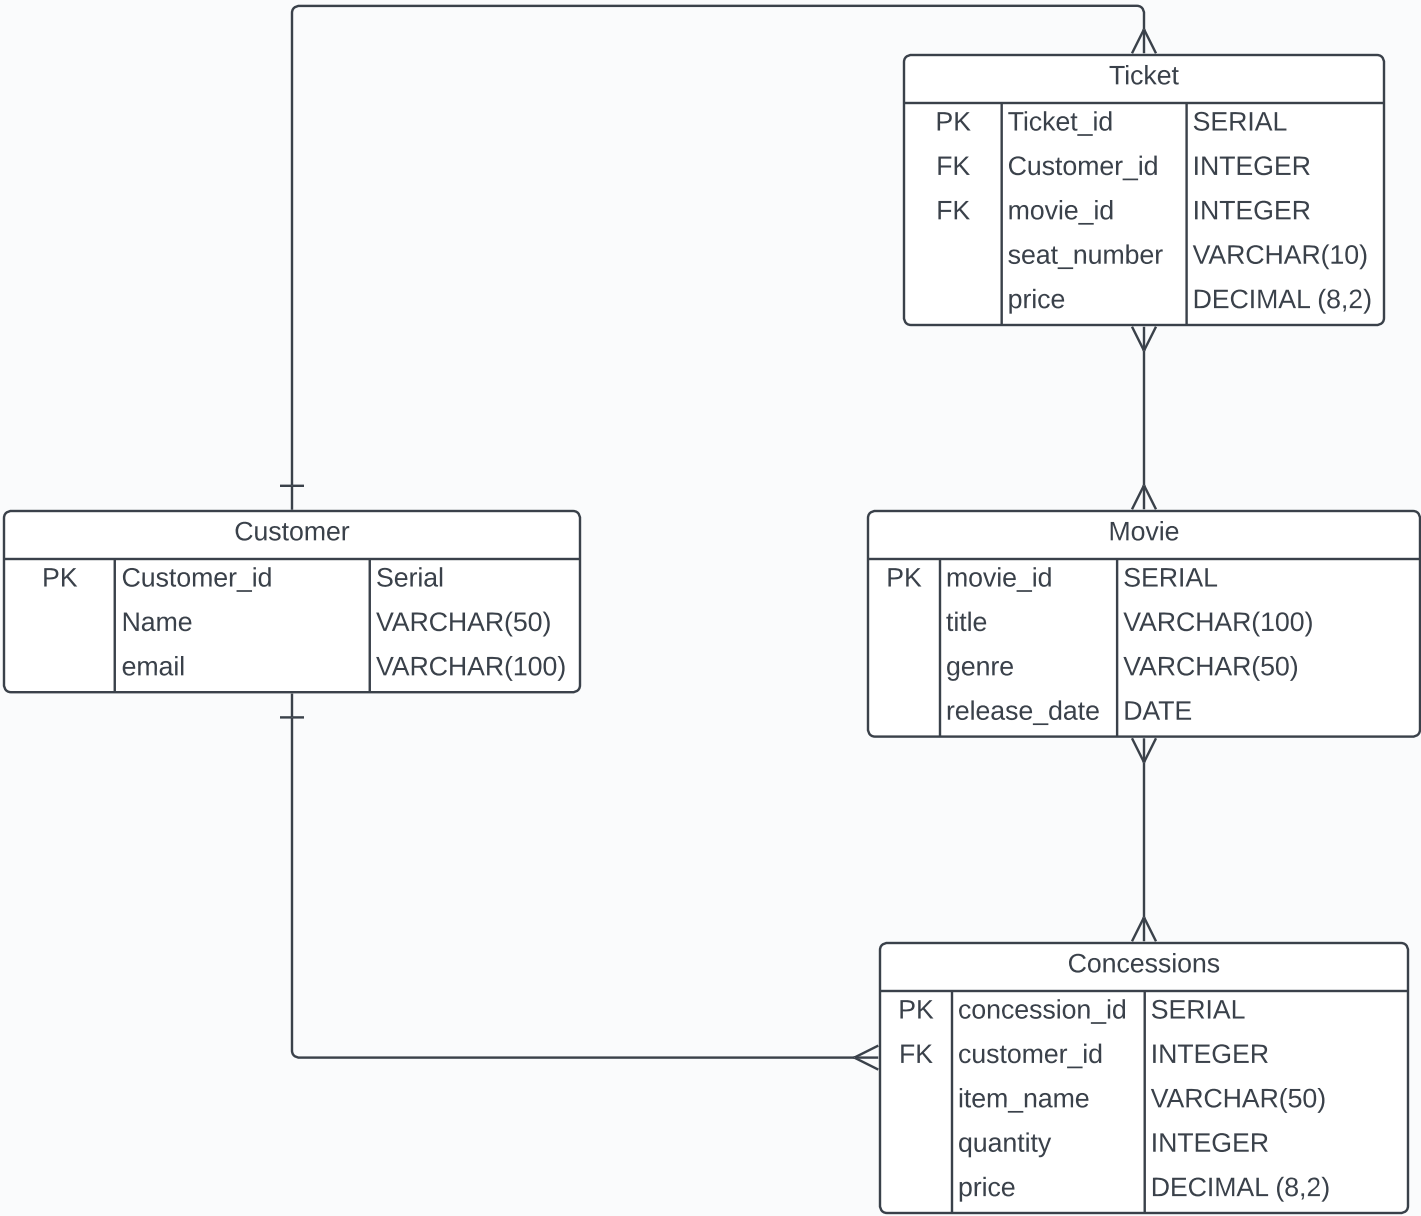 Ticket
PK Ticket_id SERIAL
FK Customer_id INTEGER
FK movie_id INTEGER
seat_number VARCHAR(10)
price DECIMAL (8,2)
Customer
PK Customer_id Serial
Name VARCHAR(50)
email VARCHAR(100)
Movie
PK movie_id SERIAL
title VARCHAR(100)
genre VARCHAR(50)
release_date DATE
Concessions
PK concession_id SERIAL
FK customer_id INTEGER
item_name VARCHAR(50)
quantity INTEGER
price DECIMAL (8,2)